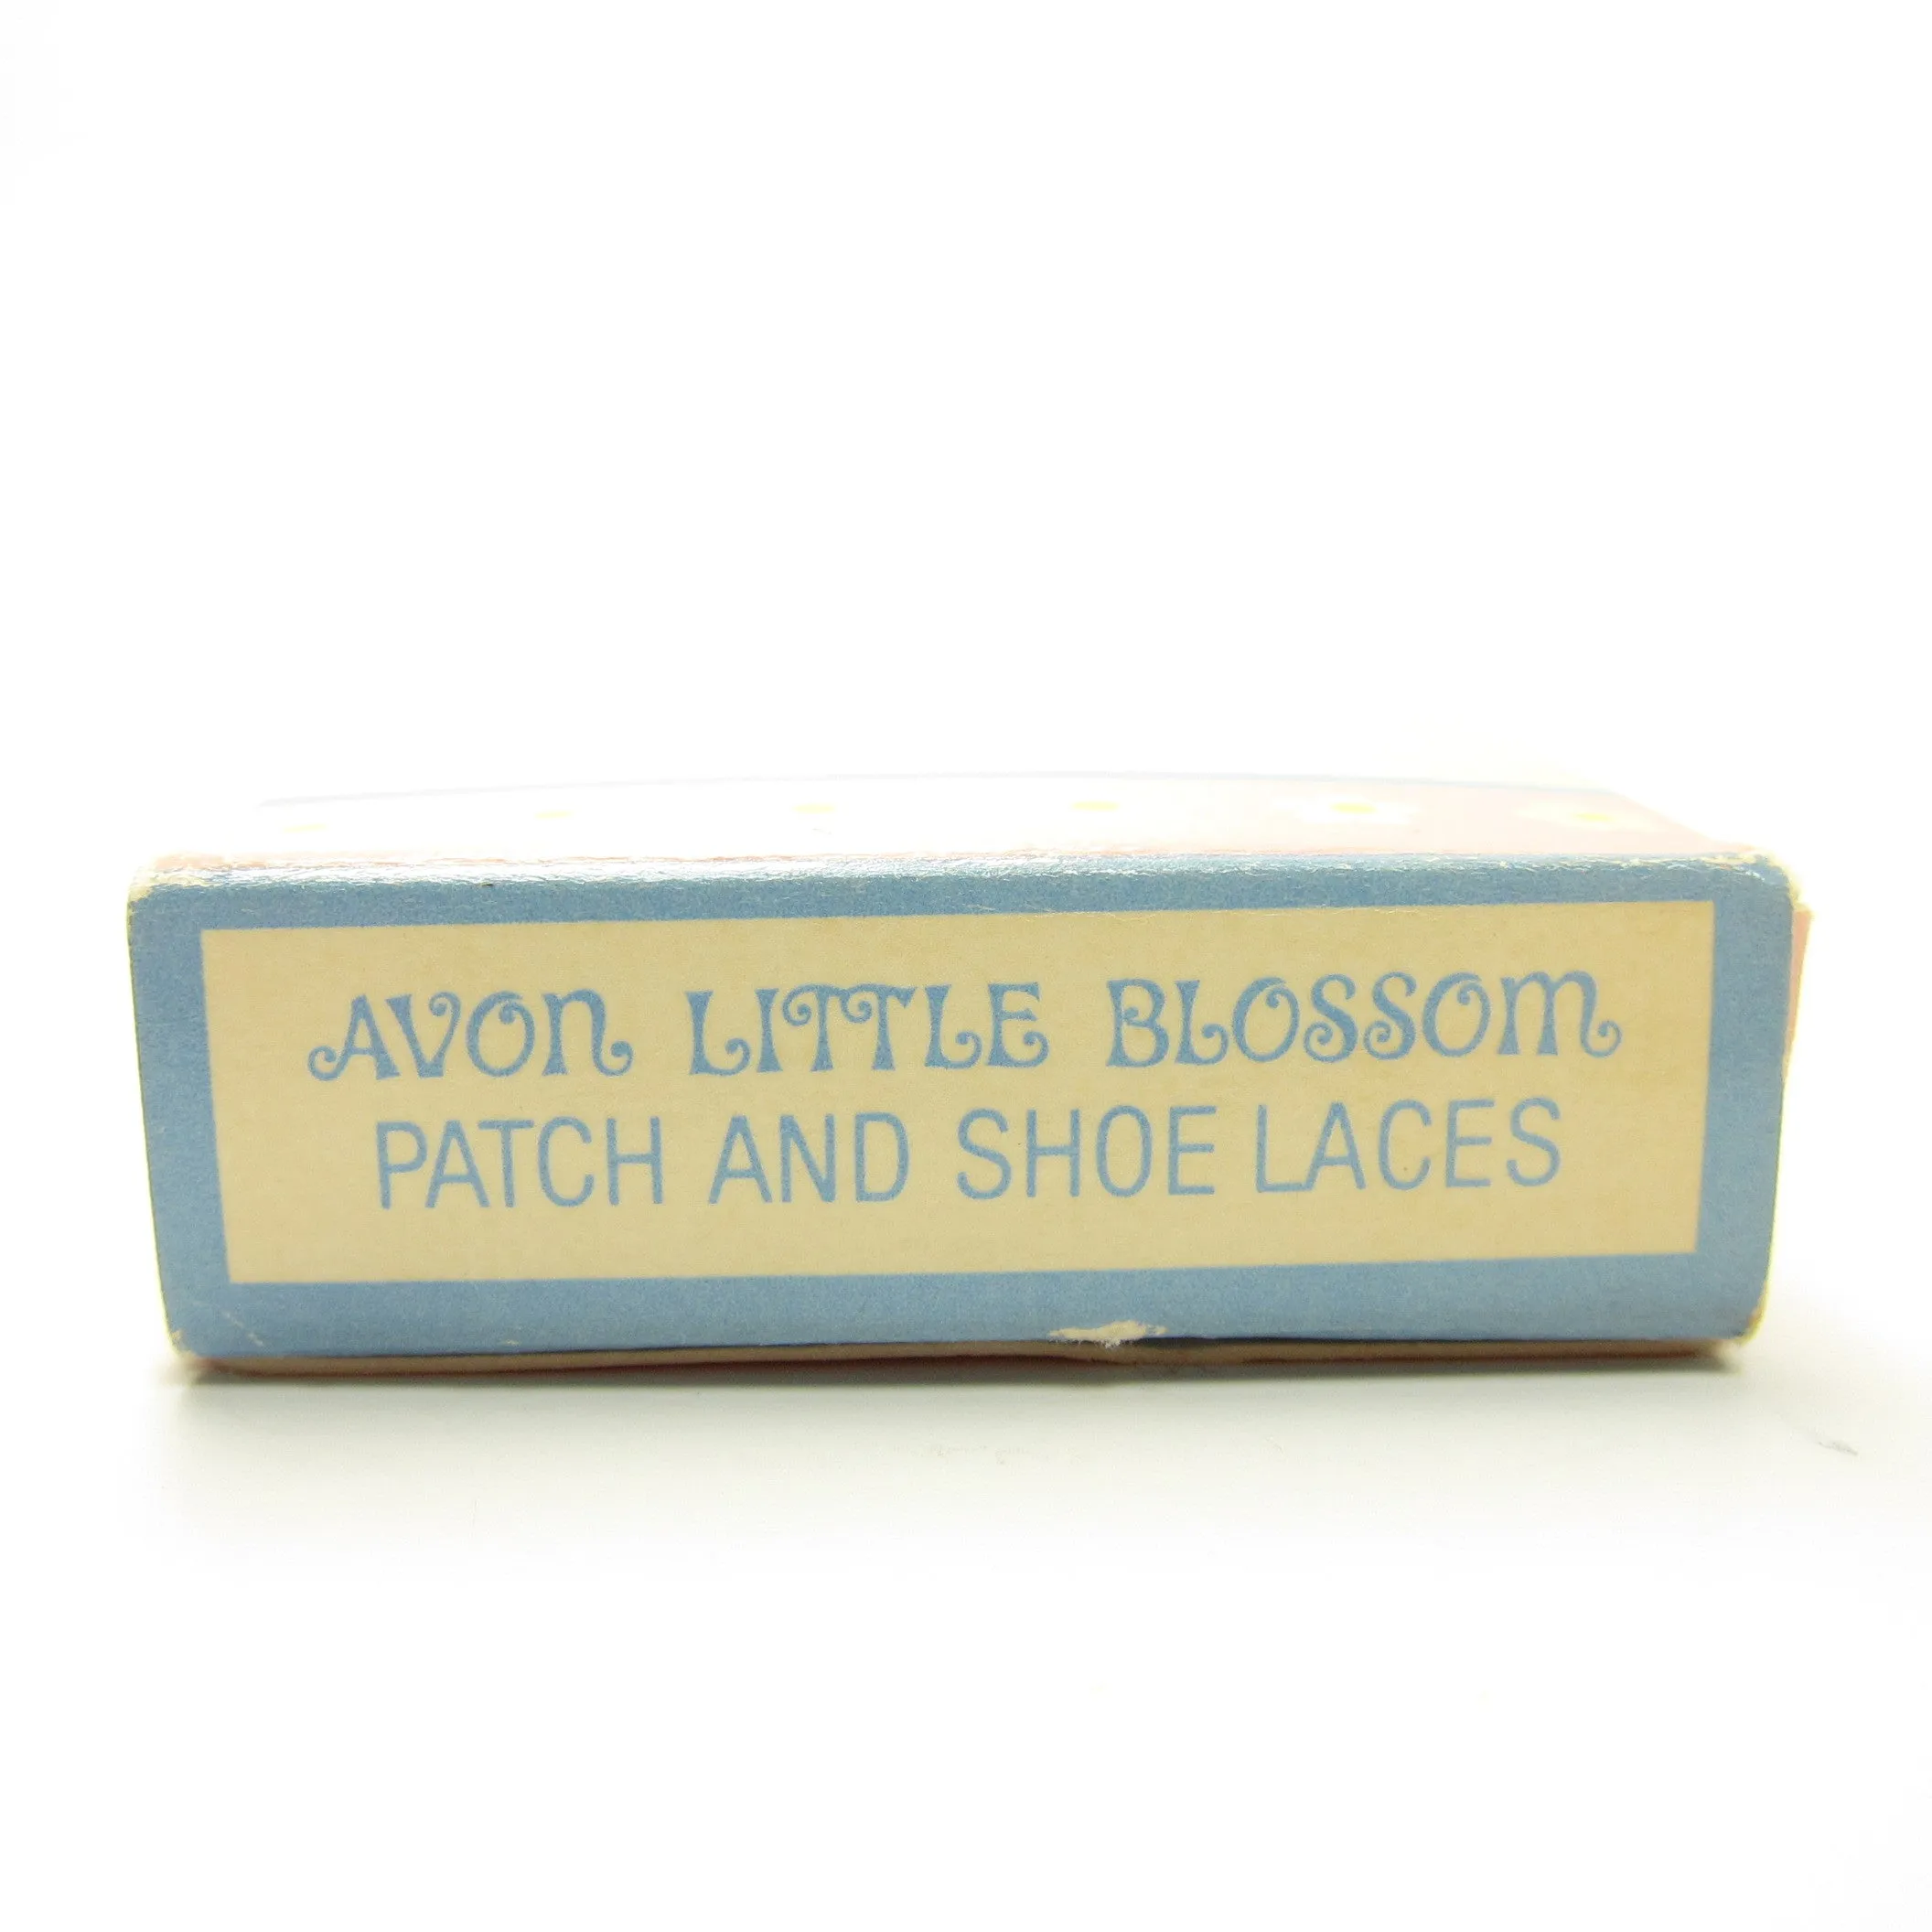 AVON LITTLE BLOSSOM
PATCH AND SHOE LACES